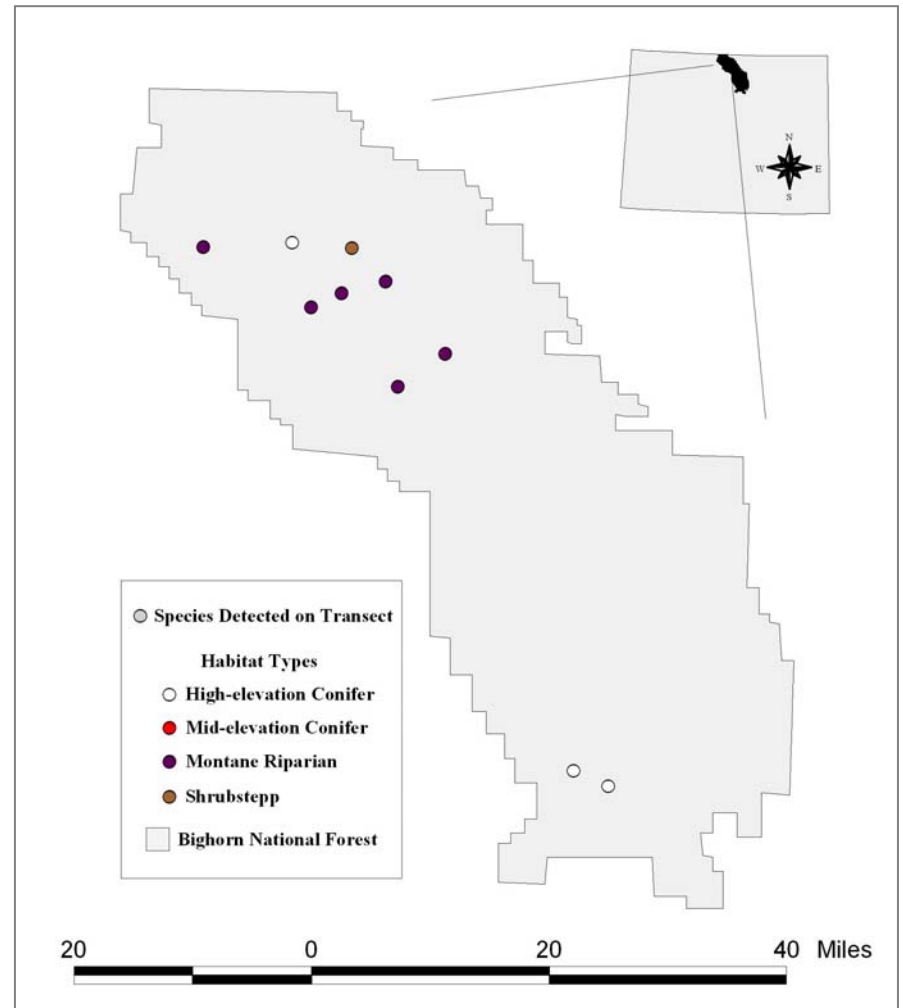 N
W E
S
Species Detected on Transect
Habitat Types
High-elevation Conifer
Mid-elevation Conifer
Montane Riparian
Shrubstepp
Bighorn National Forest
20 0 20 40 Miles